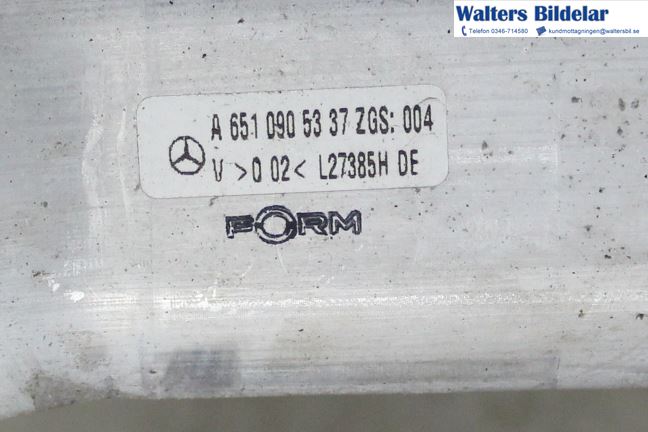 Walters Bildelar
Telefon 0346-714580 kundmottagningen@waltersbil.se
A 651 090 53 37 ZGS: 004
V >0 02< L27385H DE
FORM